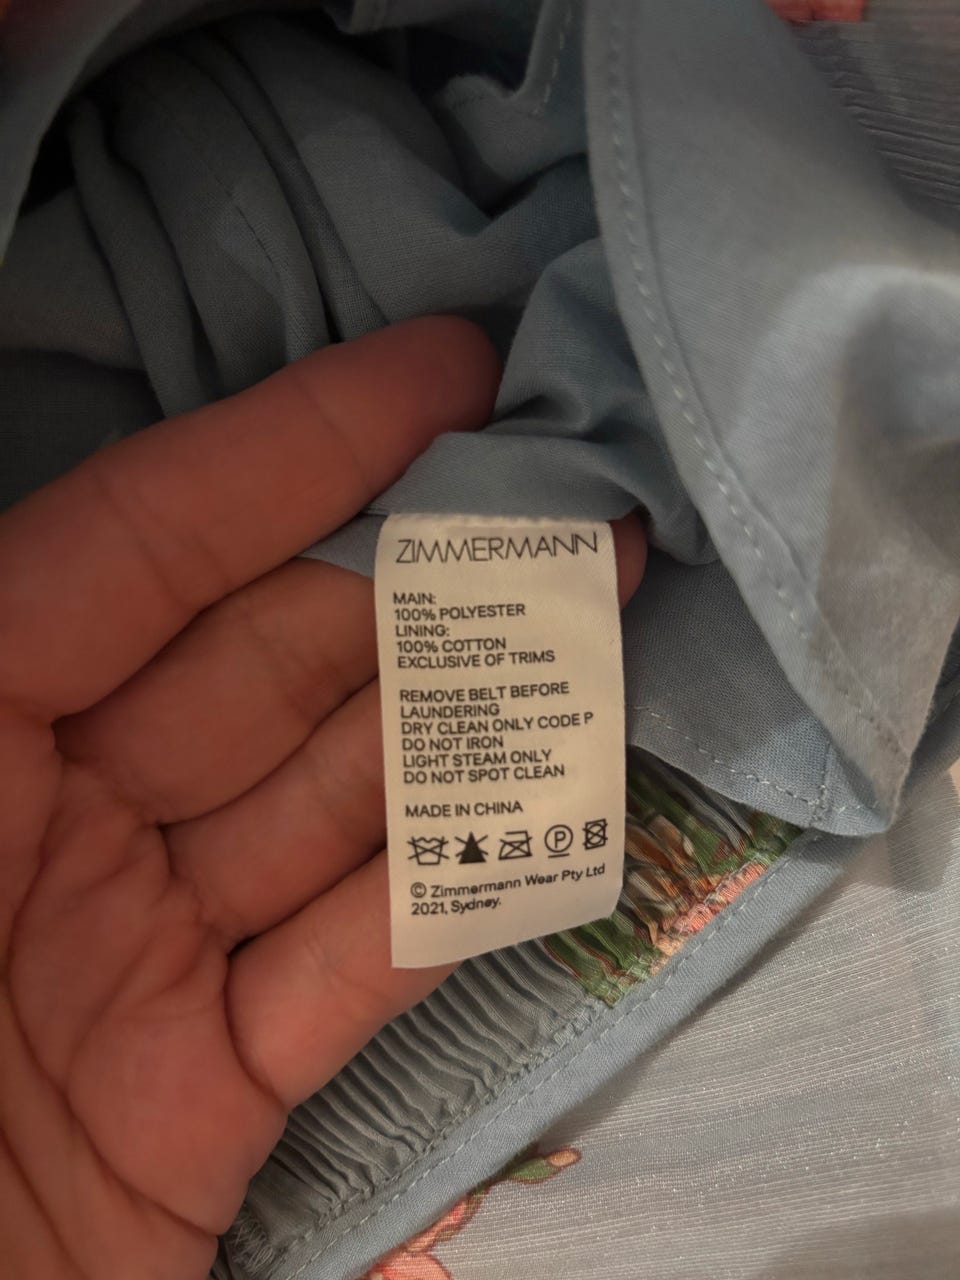 ZIMMERMANN
MAIN:
100% POLYESTER
LINING:
100% COTTON
EXCLUSIVE OF TRIMS
REMOVE BELT BEFORE
LAUNDERING
DRY CLEAN ONLY CODE P
DO NOT IRON
LIGHT STEAM ONLY
DO NOT SPOT CLEAN
MADE IN CHINA
P
© Zimmermann Wear Pty Ltd
2021, Sydney.